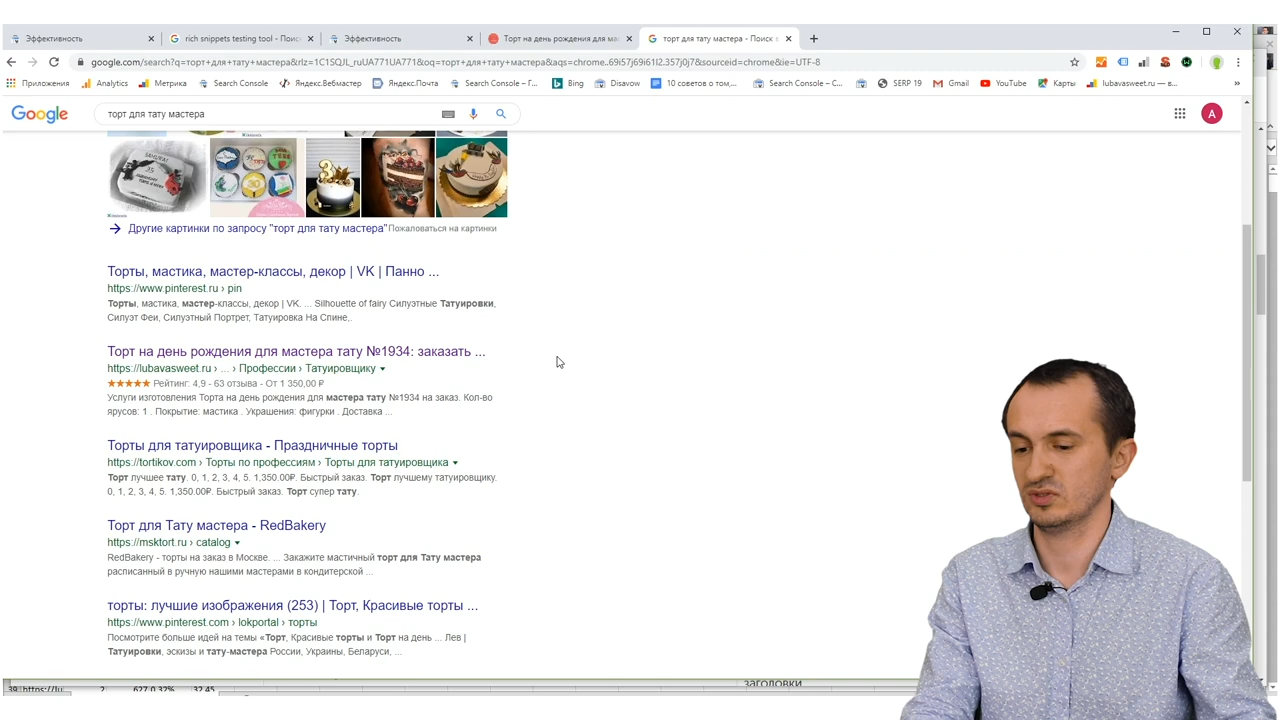 Эффективность
rich snippets testing tool - Поис
Эффективность
Торт на день рождения для мас
торт для тату мастера - Поиск в
google.com/search?q=торт+для+тату+мастера&rlz=1C1SQJL_ruUA771UA771&oq=торт+для+тату+мастера&aqs=chrome..69i57j69i61l2.357j0j7&sourceid=chrome&ie=UTF-8
Приложения
Analytics
Метрика
Search Console
Яндекс.Вебмастер
Яндекс.Почта
Search Console – Г...
Bing
Disavow
10 советов о том,...
Search Console – С...
SERP 19
Gmail
YouTube
Карты
lubavasweet.ru — в...
Google
торт для тату мастера
A
Другие картинки по запросу "торт для тату мастера"
Пожаловаться на картинки
Торты, мастика, мастер-классы, декор | VK | Панно ...
https://www.pinterest.ru › pin
Торты, мастика, мастер-классы, декор | VK. ... Silhouette of fairy Силуэтные Татуировки,
Силуэт Феи, Силуэтный Портрет, Татуировка На Спине,.
Торт на день рождения для мастера тату №1934: заказать ...
https://lubavasweet.ru › ... › Профессии › Татуировщику
Рейтинг: 4,9 - 63 отзыва - От 1 350,00 ₽
Услуги изготовления Торта на день рождения для мастера тату №1934 на заказ. Кол-во
ярусов: 1 . Покрытие: мастика . Украшения: фигурки . Доставка ...
Торты для татуировщика - Праздничные торты
https://tortikov.com › Торты по профессиям › Торты для татуировщика
Торт лучшее тату. 0, 1, 2, 3, 4, 5. 1,350.00₽. Быстрый заказ. Торт лучшему татуировщику.
0, 1, 2, 3, 4, 5. 1,350.00₽. Быстрый заказ. Торт супер тату.
Торт для Тату мастера - RedBakery
https://msktort.ru › catalog
RedBakery - торты на заказ в Москве. ... Закажите мастичный торт для Тату мастера
расписанный в ручную нашими мастерами в кондитерской ...
торты: лучшие изображения (253) | Торт, Красивые торты ...
https://www.pinterest.com › lokportal › торты
Посмотрите больше идей на темы «Торт, Красивые торты и Торт на день ... Лев |
Татуировки, эскизы и тату-мастера России, Украины, Беларуси, ...
заголовки